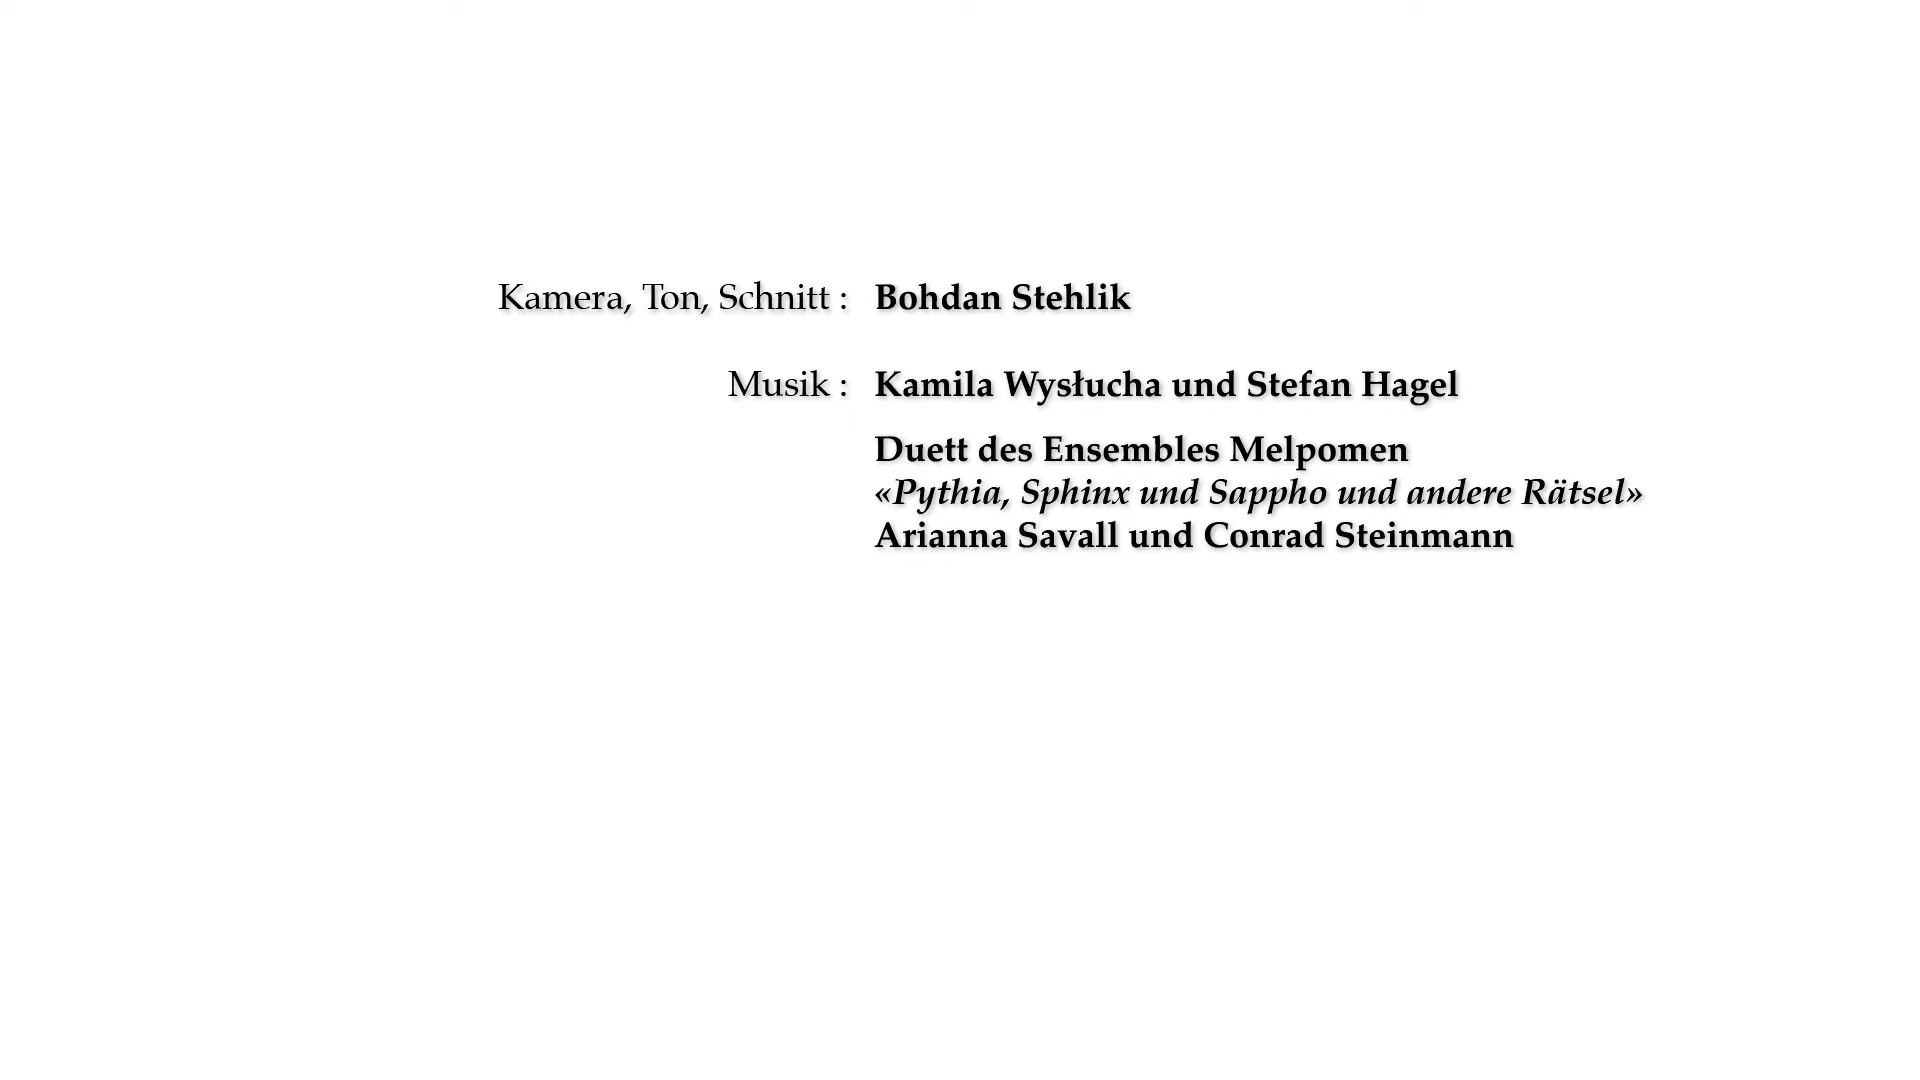 Kamera, Ton, Schnitt : Bohdan Stehlik
Musik : Kamila Wysłucha und Stefan Hagel
Duett des Ensembles Melpomen
«Pythia, Sphinx und Sappho und andere Rätsel»
Arianna Savall und Conrad Steinmann